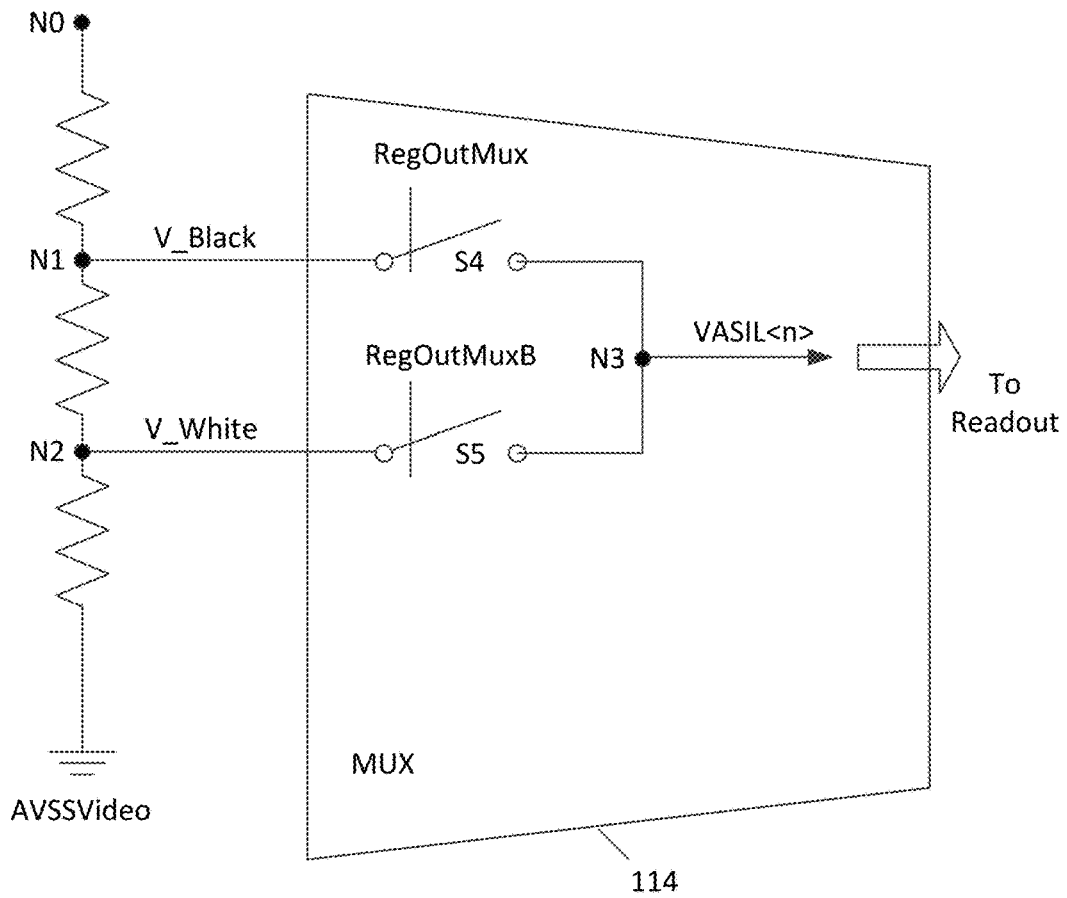 N0
RegOutMux
V_Black
N1
S4
VASIL<n>
RegOutMuxB
N3
To
Readout
V_White
N2
S5
MUX
AVSSVideo
114